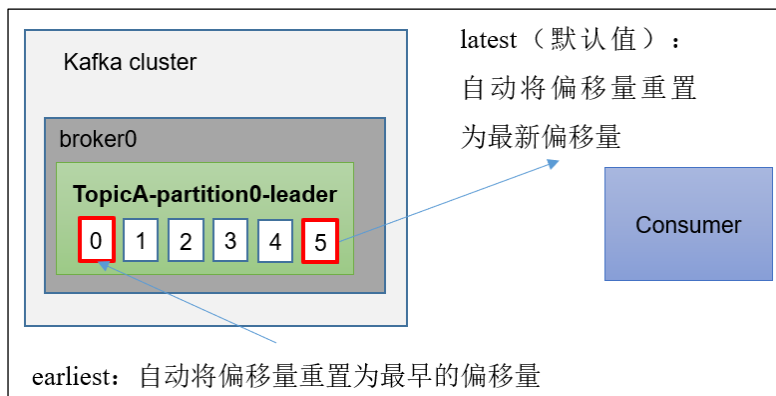 Kafka cluster
broker0
TopicA-partition0-leader
0 1 2 3 4 5
latest（默认值）：
自动将偏移量重置
为最新偏移量
Consumer
earliest：自动将偏移量重置为最早的偏移量